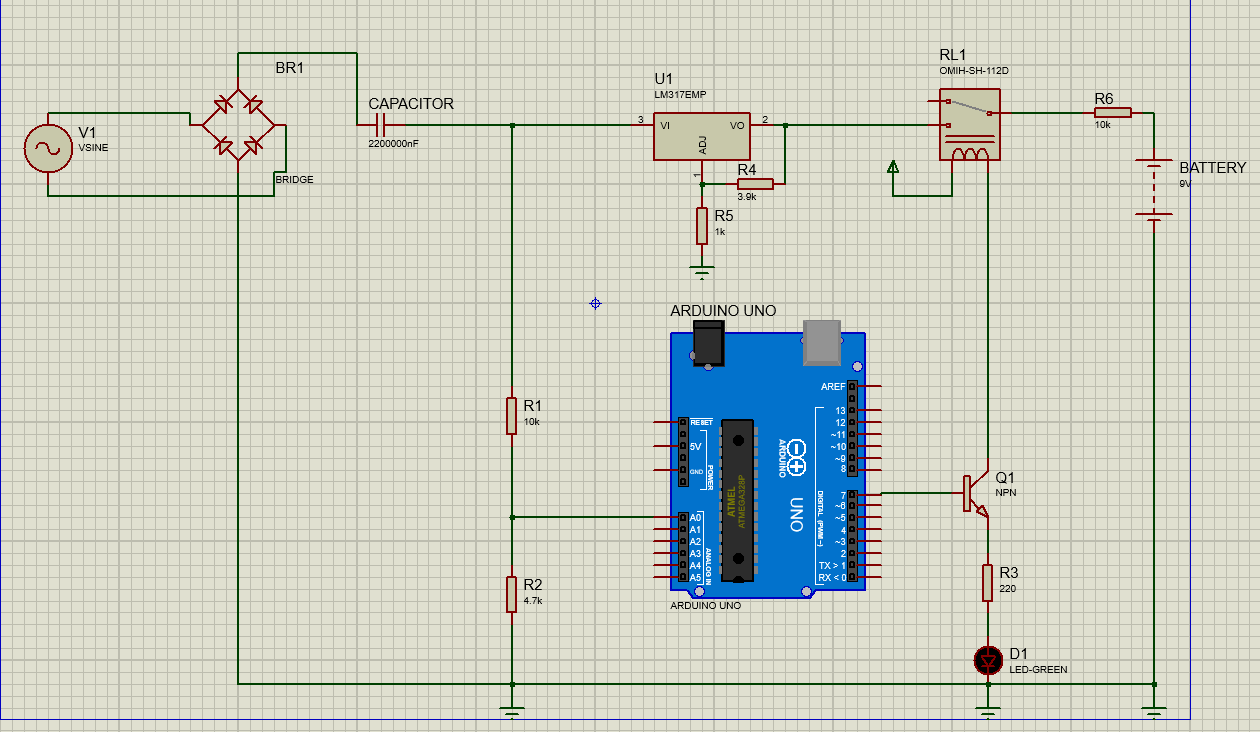 BR1
BRIDGE
V1
VSINE
CAPACITOR
2200000nF
U1
LM317EMP
3
VI
VO
2
ADJ
1
R4
3.9k
R5
1k
RL1
OMIH-SH-112D
R6
10k
BATTERY
9V
ARDUINO UNO
RESET
5V
GND
POWER
A0
A1
A2
A3
A4
A5
ANALOG IN
ATMEL
ATMEGA328P
ARDUINO
UNO
AREF
13
12
~11
~10
~9
8
DIGITAL (PWM~)
7
~6
~5
4
~3
2
TX > 1
RX < 0
ARDUINO UNO
R1
10k
R2
4.7k
Q1
NPN
R3
220
D1
LED-GREEN